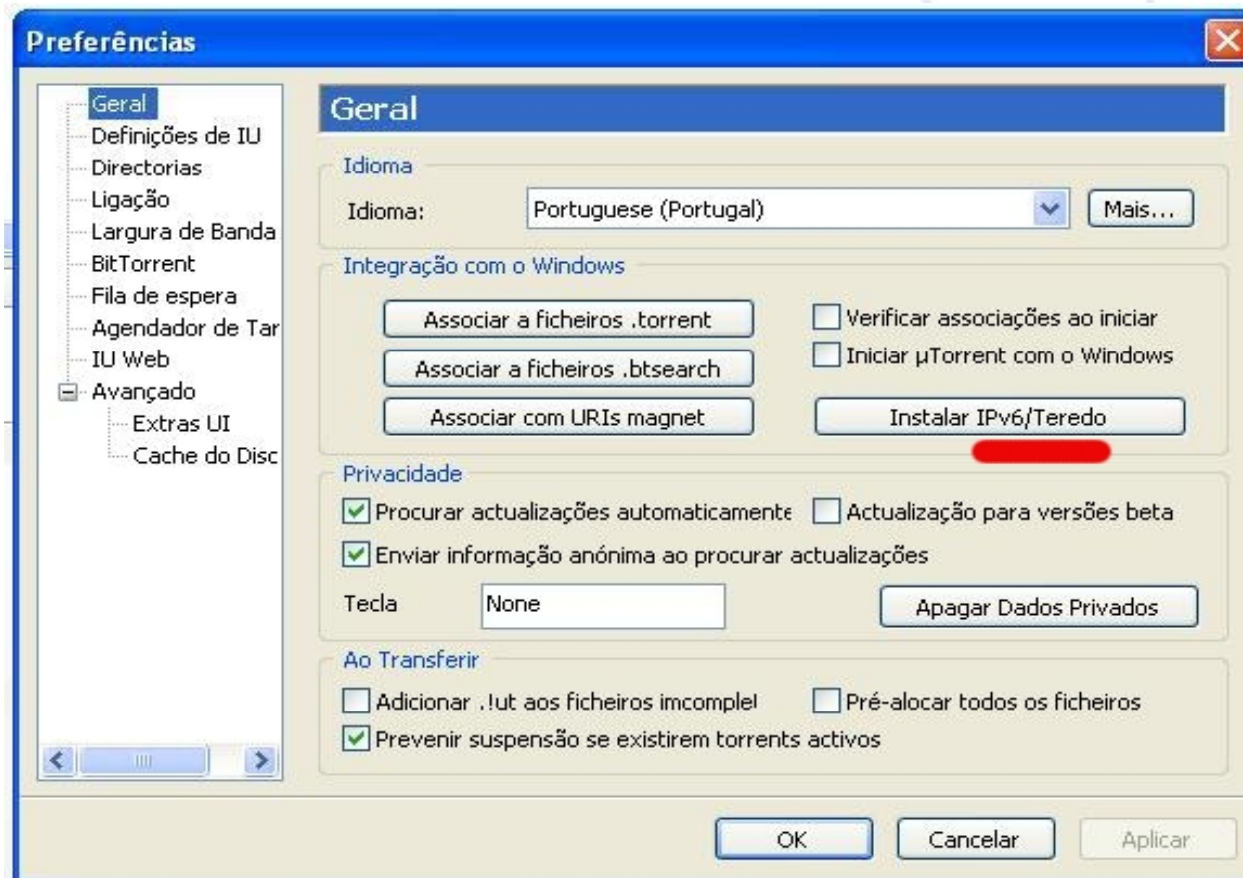 Preferências
Geral
Definições de IU
Directorias
Ligação
Largura de Banda
BitTorrent
Fila de espera
Agendador de Tar
IU Web
Avançado
Extras UI
Cache do Disc
Geral
Idioma
Idioma: Portuguese (Portugal) Mais...
Integração com o Windows
Associar a ficheiros .torrent
Verificar associações ao iniciar
Associar a ficheiros .btsearch
Iniciar µTorrent com o Windows
Associar com URIs magnet
Instalar IPv6/Teredo
Privacidade
Procurar actualizações automaticamente
Actualização para versões beta
Enviar informação anónima ao procurar actualizações
Tecla None Apagar Dados Privados
Ao Transferir
Adicionar .!ut aos ficheiros imcomplel
Pré-alocar todos os ficheiros
Prevenir suspensão se existirem torrents activos
OK Cancelar Aplicar